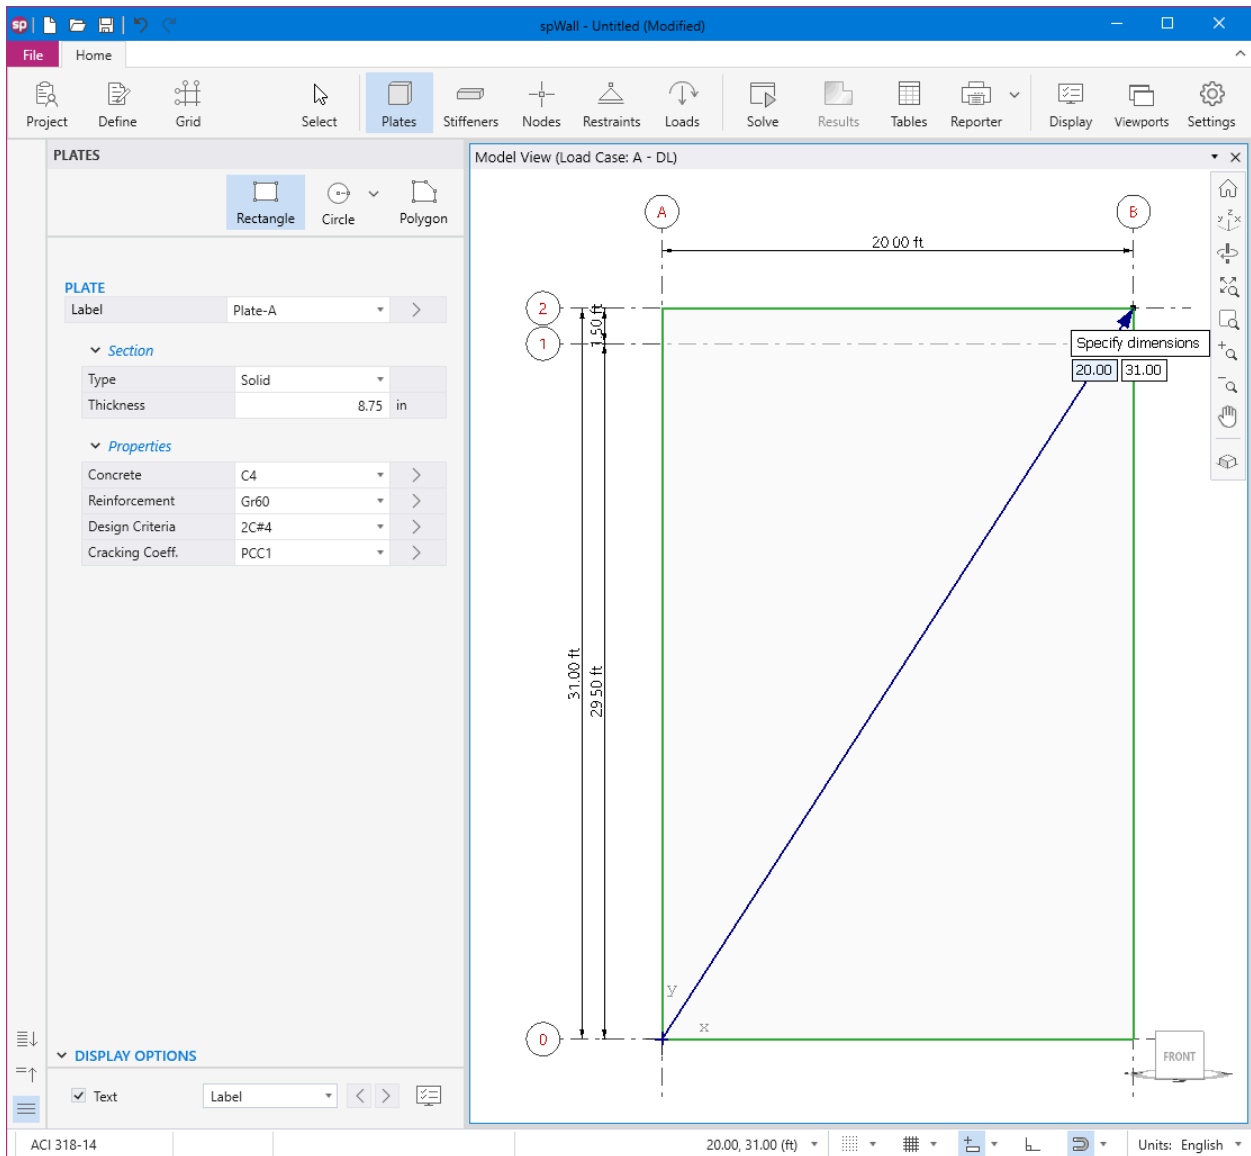 sp
spWall - Untitled (Modified)
File Home
Project Define Grid Select Plates Stiffeners Nodes Restraints Loads Solve Results Tables Reporter Display Viewports Settings
PLATES
Rectangle Circle Polygon
PLATE
Label Plate-A
Section
Type Solid
Thickness 8.75 in
Properties
Concrete C4
Reinforcement Gr60
Design Criteria 2C#4
Cracking Coeff. PCC1
DISPLAY OPTIONS
Text Label
Model View (Load Case: A - DL)
A B
20.00 ft
2
1.50 ft
1
Specify dimensions
20.00 31.00
31.00 ft
29.50 ft
y
x
0
FRONT
z
y x
ACI 318-14
20.00, 31.00 (ft)
Units: English